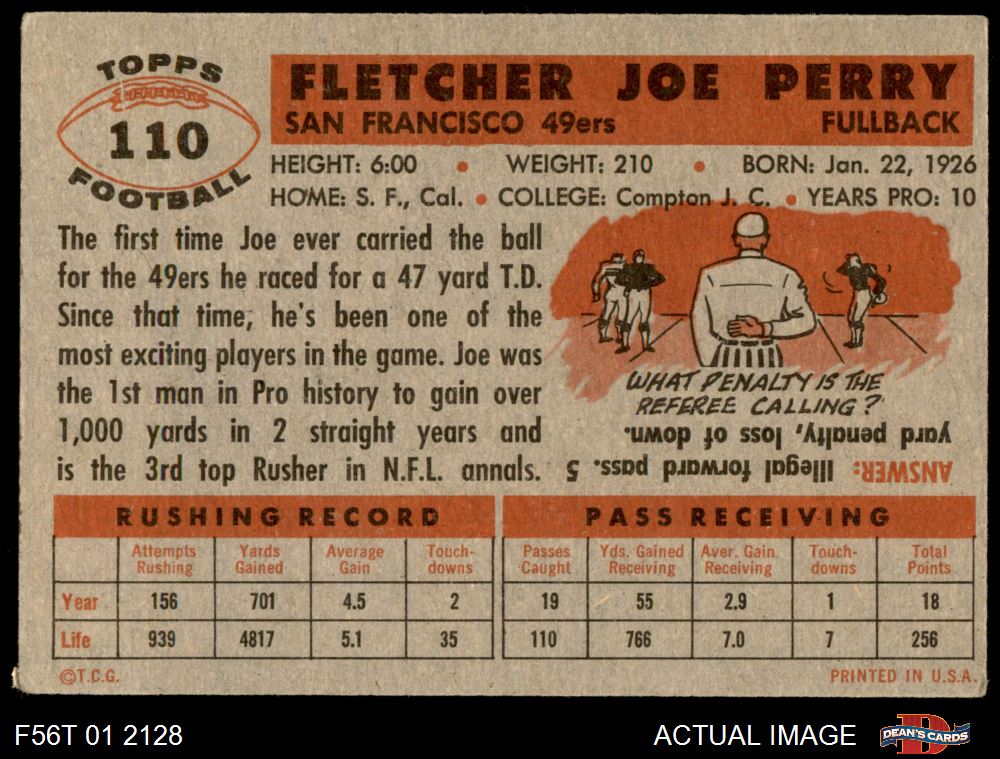 TOPPS
110
FOOTBALL
FLETCHER JOE PERRY
SAN FRANCISCO 49ers FULLBACK
HEIGHT: 6:00 • WEIGHT: 210 • BORN: Jan. 22, 1926
HOME: S. F., Cal. • COLLEGE: Compton J. C. • YEARS PRO: 10
The first time Joe ever carried the ball
for the 49ers he raced for a 47 yard T.D.
Since that time, he's been one of the
most exciting players in the game. Joe was
the 1st man in Pro history to gain over
1,000 yards in 2 straight years and
is the 3rd top Rusher in N.F.L. annals.
WHAT PENALTY IS THE
REFEREE CALLING?
ANSWER: Illegal forward pass. 5
yard penalty, loss of down.
RUSHING RECORD
Attempts Rushing Yards Gained Average Gain Touch-downs
Year 156 701 4.5 2
Life 939 4817 5.1 35
PASS RECEIVING
Passes Caught Yds. Gained Receiving Aver. Gain Receiving Touch-downs Total Points
19 55 2.9 1 18
110 766 7.0 7 256
©T.C.G. PRINTED IN U.S.A.
F56T 01 2128 ACTUAL IMAGE D DEAN'S CARDS